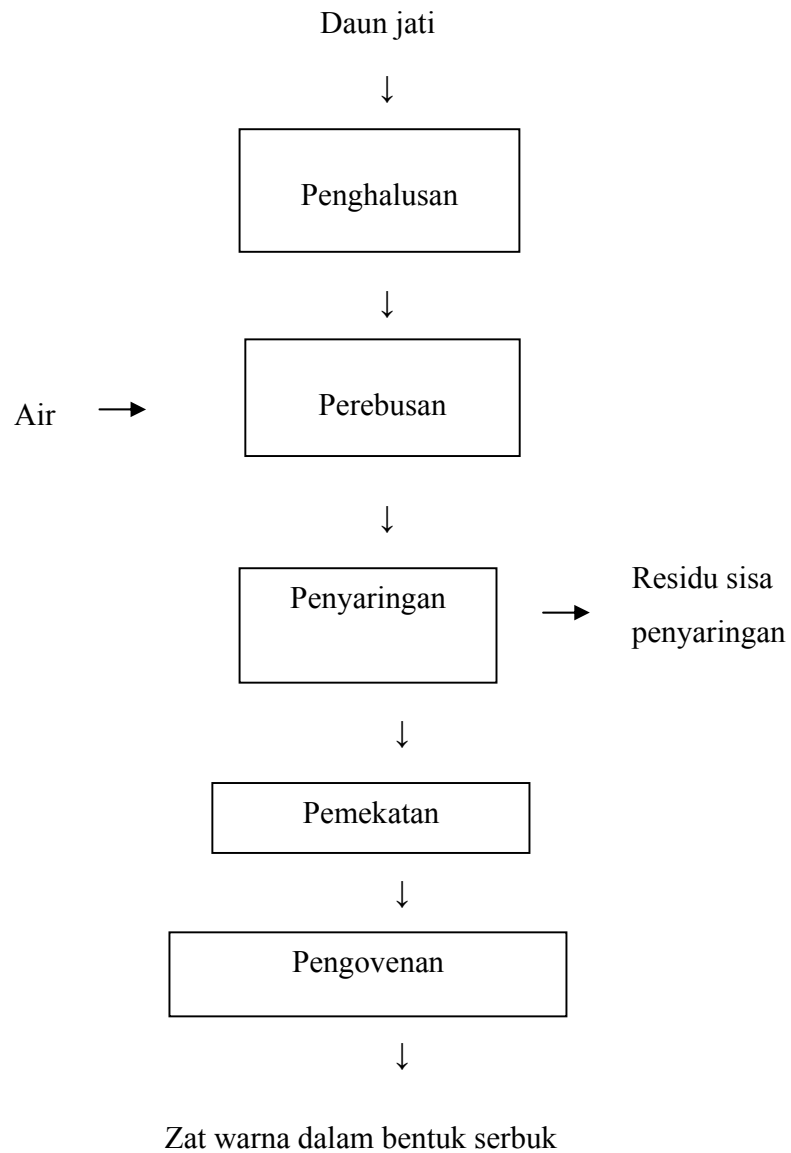 Daun jati
↓
Penghalusan
↓
Air → Perebusan
↓
Penyaringan → Residu sisa
penyaringan
↓
Pemekatan
↓
Pengovenan
↓
Zat warna dalam bentuk serbuk